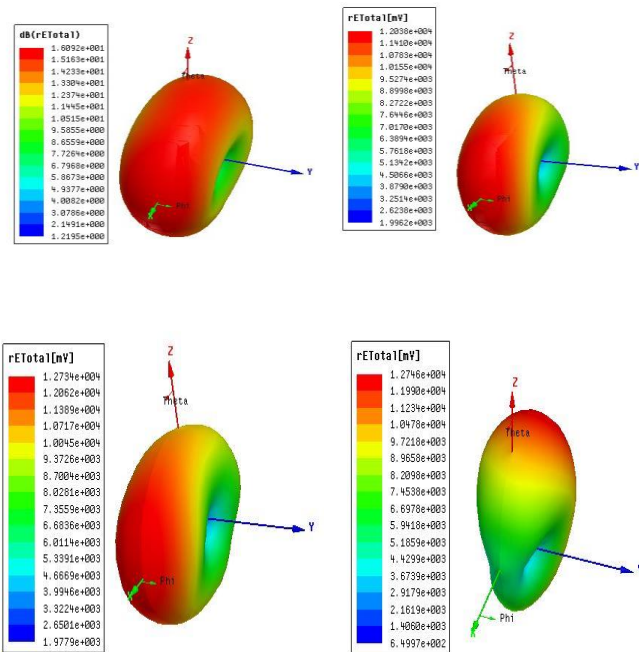 dB(rETotal)
1.6092e+001
1.5163e+001
1.4233e+001
1.3304e+001
1.2374e+001
1.1445e+001
1.0515e+001
9.5855e+000
8.6559e+000
7.7264e+000
6.7968e+000
5.8673e+000
4.9377e+000
4.0082e+000
3.0786e+000
2.1491e+000
1.2195e+000
Z
Theta
Y
Phi
X
rETotal[mV]
1.2038e+004
1.1410e+004
1.0783e+004
1.0155e+004
9.5274e+003
8.8998e+003
8.2722e+003
7.6446e+003
7.0170e+003
6.3894e+003
5.7618e+003
5.1342e+003
4.5066e+003
3.8790e+003
3.2514e+003
2.6238e+003
1.9962e+003
Z
Theta
Y
Phi
X
rETotal[mV]
1.2734e+004
1.2062e+004
1.1389e+004
1.0717e+004
1.0045e+004
9.3726e+003
8.7004e+003
8.0281e+003
7.3559e+003
6.6836e+003
6.0114e+003
5.3391e+003
4.6669e+003
3.9946e+003
3.3224e+003
2.6501e+003
1.9779e+003
Z
Theta
Y
Phi
X
rETotal[mV]
1.2746e+004
1.1990e+004
1.1234e+004
1.0478e+004
9.7218e+003
8.9658e+003
8.2098e+003
7.4538e+003
6.6978e+003
5.9418e+003
5.1859e+003
4.4299e+003
3.6739e+003
2.9179e+003
2.1619e+003
1.4060e+003
6.4997e+002
Z
Theta
Phi
X